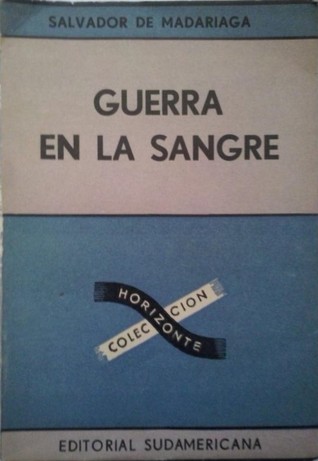 SALVADOR DE MADARIAGA
GUERRA
EN LA SANGRE
COLECCION
HORIZONTE
EDITORIAL SUDAMERICANA